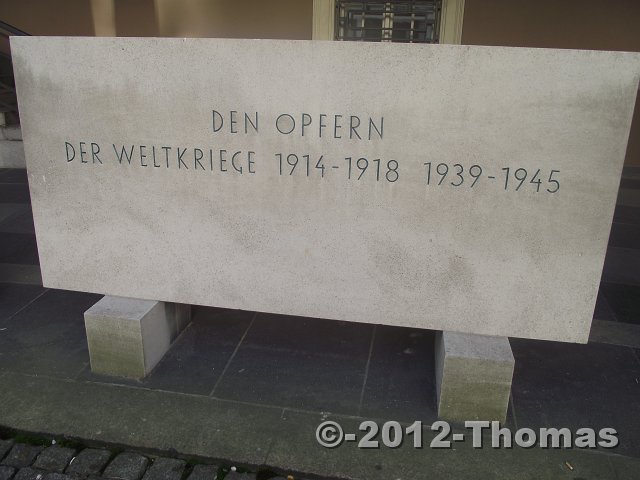 DEN OPFERN
DER WELTKRIEGE 1914-1918 1939-1945
©-2012-Thomas